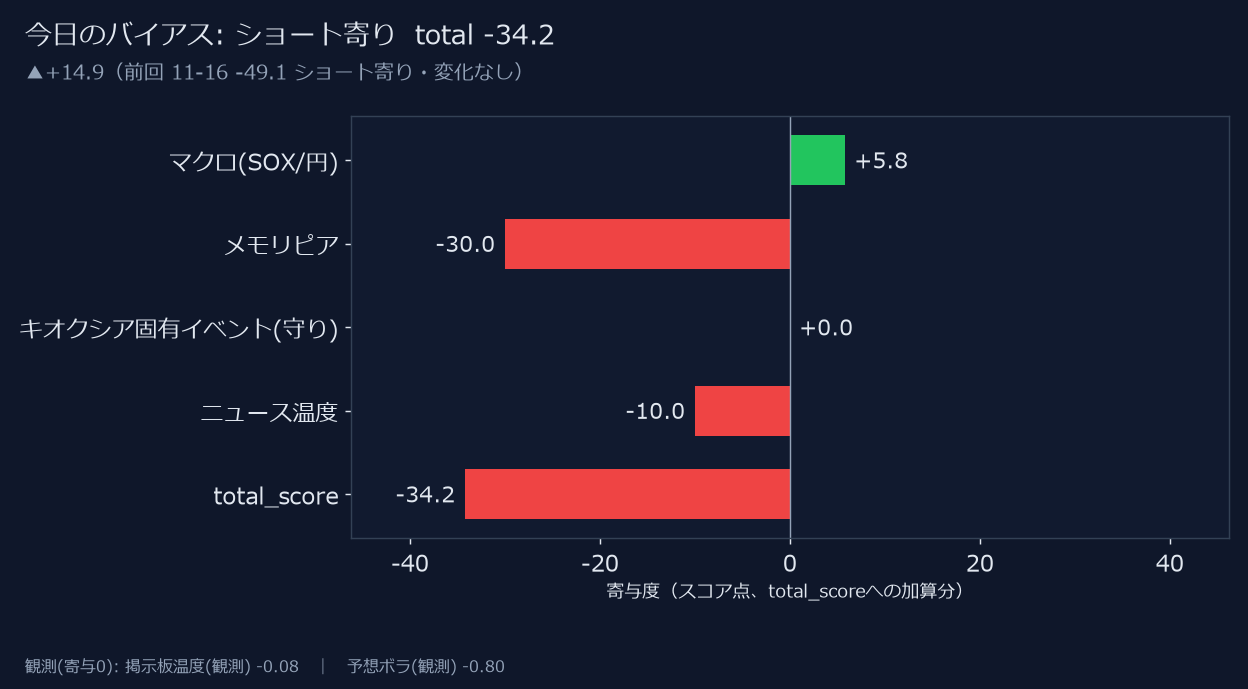 今日のバイアス: ショート寄り  total -34.2
▲+14.9（前回 11-16 -49.1 ショート寄り・変化なし）
マクロ(SOX/円)
+5.8
メモリピア
-30.0
キオクシア固有イベント(守り)
+0.0
ニュース温度
-10.0
total_score
-34.2
-40
-20
0
20
40
寄与度（スコア点、total_scoreへの加算分）
観測(寄与0): 掲示板温度(観測) -0.08　|　予想ボラ(観測) -0.80